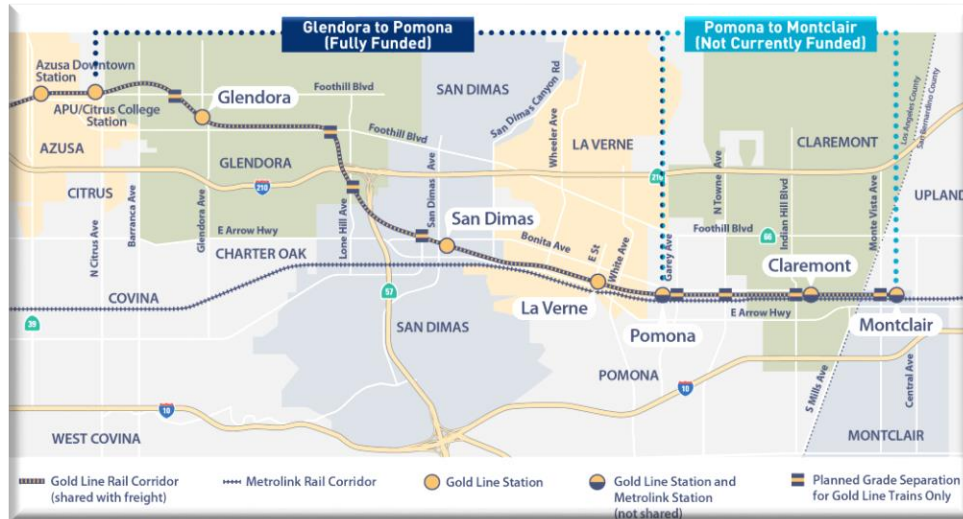 Glendora to Pomona
(Fully Funded)
Pomona to Montclair
(Not Currently Funded)
Azusa Downtown
Station
APU/Citrus College
Station
Glendora
Foothill Blvd
SAN DIMAS
San Dimas Canyon Rd
Wheeler Ave
LA VERNE
CLAREMONT
Los Angeles County
San Bernardino County
AZUSA
GLENDORA
Foothill Blvd
210
210
CITRUS
UPLAND
N Citrus Ave
Barranca Ave
Glendora Ave
E Arrow Hwy
CHARTER OAK
Lone Hill Ave
San Dimas Ave
San Dimas
Bonita Ave
E St
White Ave
Garey Ave
N Towne Ave
Foothill Blvd
66
Indian Hill Blvd
Monte Vista Ave
Claremont
COVINA
39
57
SAN DIMAS
La Verne
Pomona
E Arrow Hwy
Montclair
POMONA
10
10
S Mills Ave
Central Ave
WEST COVINA
MONTCLAIR
Gold Line Rail Corridor
(shared with freight)
Metrolink Rail Corridor
Gold Line Station
Gold Line Station and
Metrolink Station
(not shared)
Planned Grade Separation
for Gold Line Trains Only